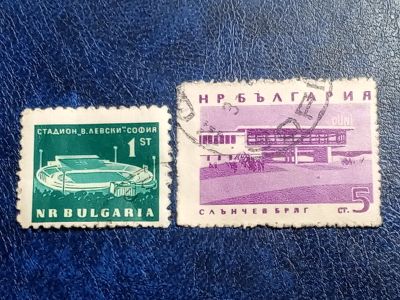 СТАДИОН „В. ЛЕВСКИ“-СОФИЯ
1 ST
NR BULGARIA
НР БЪЛГАРИЯ
СЛЪНЧЕВ БРЯГ СТ. 5